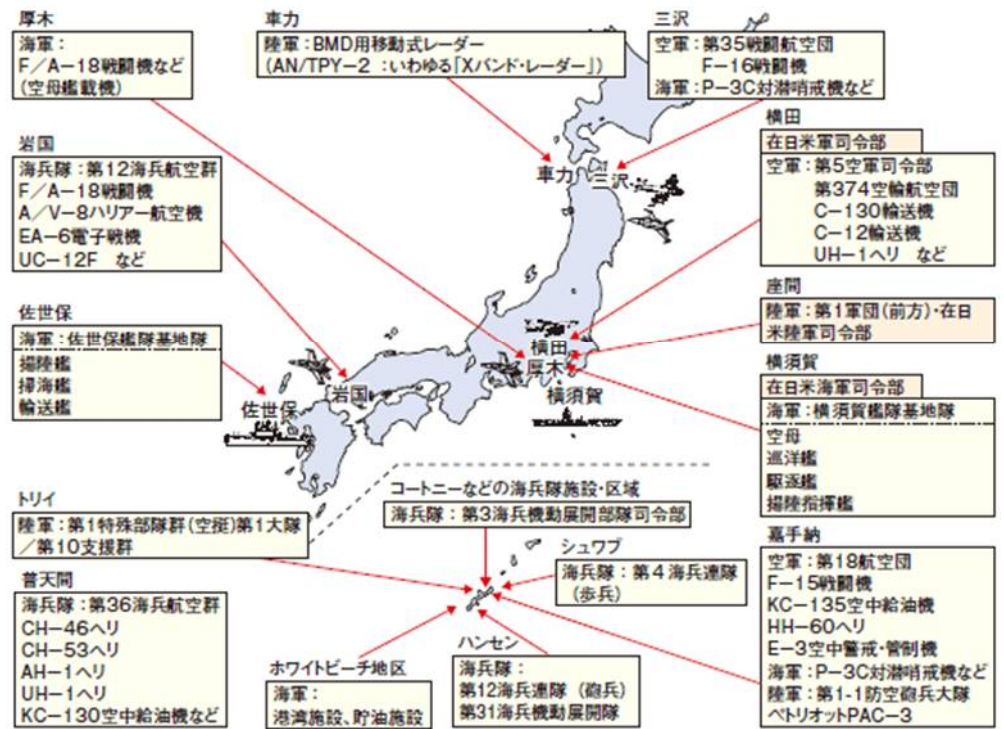 厚木
海軍：
F／A－18戦闘機など
(空母艦載機)
車力
陸軍：BMD用移動式レーダー
(AN/TPY－2 ：いわゆる「Xバンド・レーダー」)
三沢
空軍：第35戦闘航空団
F－16戦闘機
海軍：P－3C対潜哨戒機など
岩国
海兵隊：第12海兵航空群
F／A－18戦闘機
A／V－8ハリアー航空機
EA－6電子戦機
UC－12F など
横田
在日米軍司令部
空軍：第5空軍司令部
第374空輸航空団
C－130輸送機
C－12輸送機
UH－1ヘリ など
佐世保
海軍：佐世保艦隊基地隊
揚陸艦
掃海艦
輸送艦
座間
陸軍：第1軍団(前方)・在日
米陸軍司令部
横須賀
在日米海軍司令部
海軍：横須賀艦隊基地隊
空母
巡洋艦
駆逐艦
揚陸指揮艦
車力
三沢
横田
厚木
横須賀
岩国
佐世保
トリイ
陸軍：第1特殊部隊群(空挺)第1大隊
／第10支援群
コートニーなどの海兵隊施設・区域
海兵隊：第3海兵機動展開部隊司令部
シュワブ
海兵隊：第4海兵連隊
(歩兵)
普天間
海兵隊：第36海兵航空群
CH－46ヘリ
CH－53ヘリ
AH－1ヘリ
UH－1ヘリ
KC－130空中給油機など
ホワイトビーチ地区
海軍：
港湾施設、貯油施設
ハンセン
海兵隊：
第12海兵連隊 (砲兵)
第31海兵機動展開隊
嘉手納
空軍：第18航空団
F－15戦闘機
KC－135空中給油機
HH－60ヘリ
E－3空中警戒・管制機
海軍：P－3C対潜哨戒機など
陸軍：第1-1防空砲兵大隊
ペトリオットPAC－3